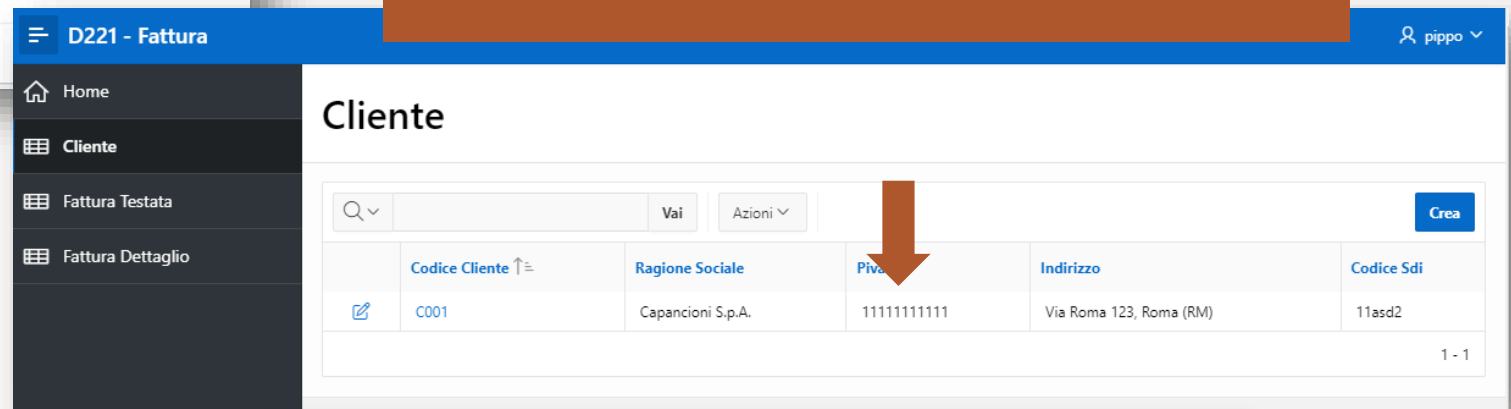 D221 - Fattura
pippo
Home
Cliente
Fattura Testata
Fattura Dettaglio
Cliente
Vai Azioni Crea
Codice Cliente Ragione Sociale Piva Indirizzo Codice Sdi
C001 Capancioni S.p.A. 11111111111 Via Roma 123, Roma (RM) 11asd2
1 - 1